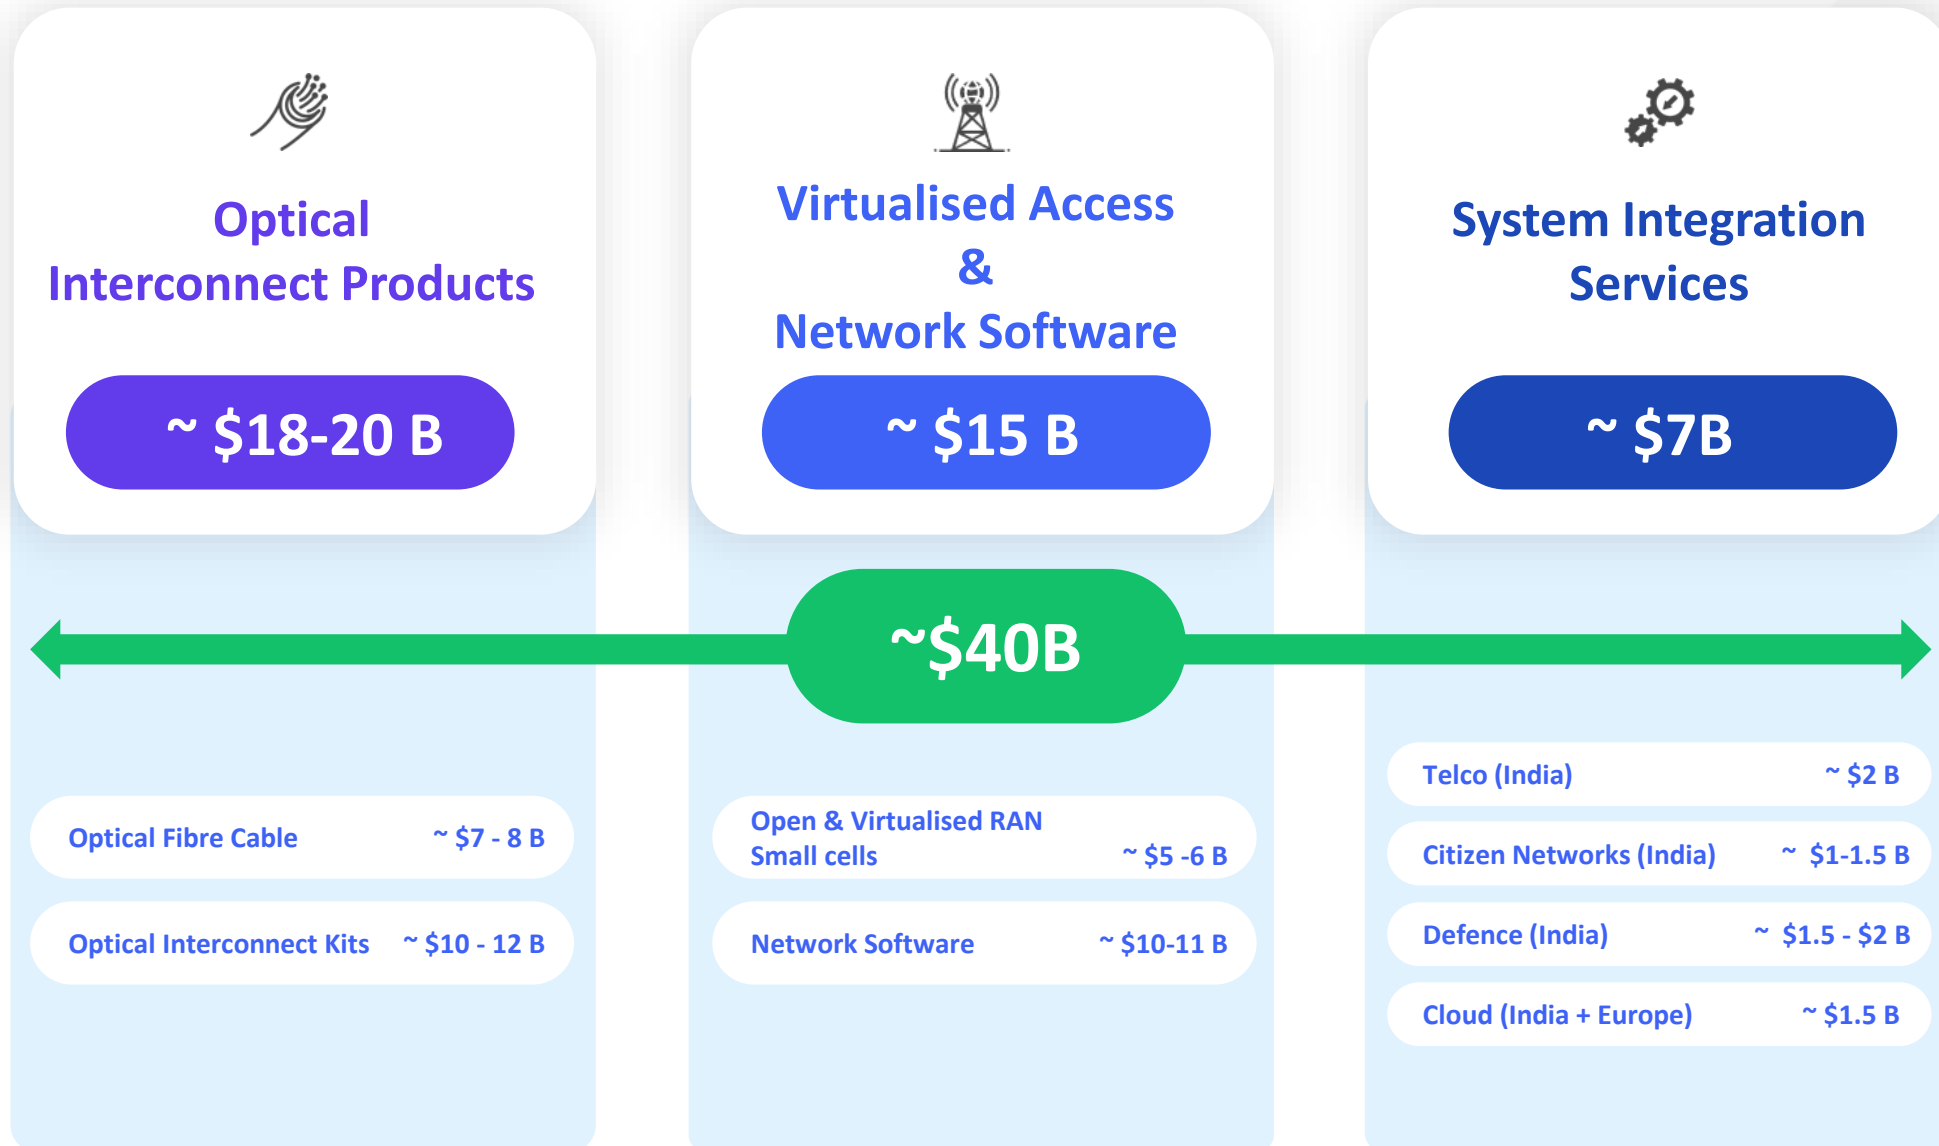 Optical
Interconnect Products
~ $18-20 B
Virtualised Access
&
Network Software
~ $15 B
System Integration
Services
~ $7B
~$40B
Optical Fibre Cable ~ $7 - 8 B
Optical Interconnect Kits ~ $10 - 12 B
Open & Virtualised RAN
Small cells ~ $5 -6 B
Network Software ~ $10-11 B
Telco (India) ~ $2 B
Citizen Networks (India) ~ $1-1.5 B
Defence (India) ~ $1.5 - $2 B
Cloud (India + Europe) ~ $1.5 B